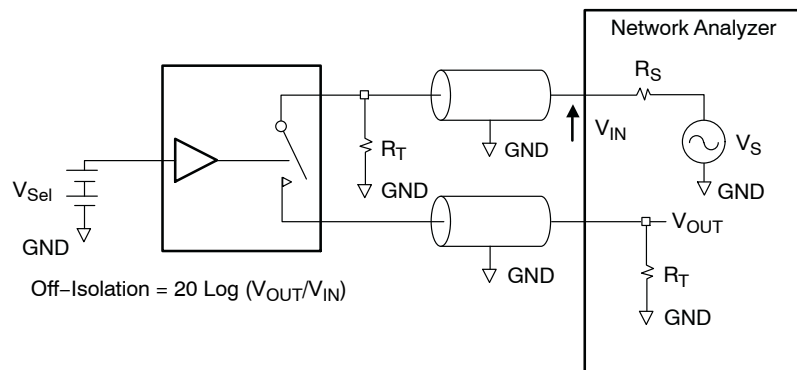 Network Analyzer
R_S
V_IN
V_S
GND
R_T
GND
GND
V_Sel
GND
V_OUT
GND
R_T
GND
Off−Isolation = 20 Log (V_OUT/V_IN)